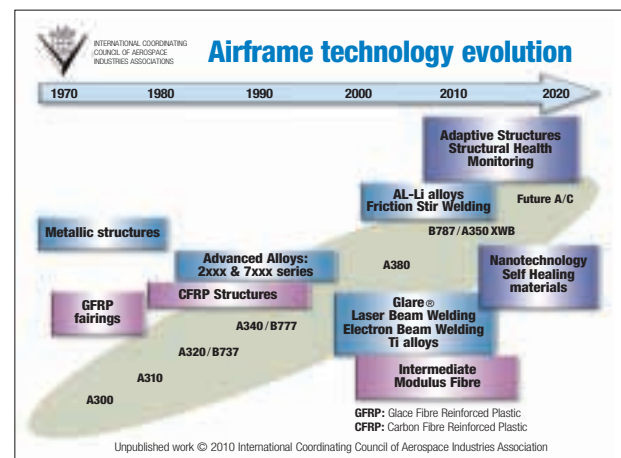 INTERNATIONAL COORDINATING
COUNCIL OF AEROSPACE
INDUSTRIES ASSOCIATIONS
Airframe technology evolution
1970 1980 1990 2000 2010 2020
Adaptive Structures
Structural Health
Monitoring
AL-Li alloys
Friction Stir Welding
Future A/C
Metallic structures
B787/A350 XWB
Advanced Alloys:
2xxx & 7xxx series
A380
Nanotechnology
Self Healing
materials
CFRP Structures
GFRP
fairings
Glare®
Laser Beam Welding
Electron Beam Welding
Ti alloys
A340/B777
A320/B737
A310
Intermediate
Modulus Fibre
A300
GFRP: Glace Fibre Reinforced Plastic
CFRP: Carbon Fibre Reinforced Plastic
Unpublished work © 2010 International Coordinating Council of Aerospace Industries Association